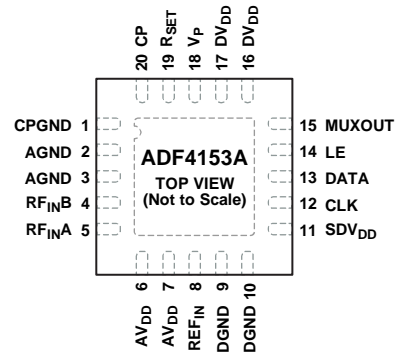 20 CP
19 RSET
18 VP
17 DVDD
16 DVDD
CPGND 1
AGND 2
AGND 3
RFINB 4
RFINA 5
ADF4153A
TOP VIEW
(Not to Scale)
15 MUXOUT
14 LE
13 DATA
12 CLK
11 SDVDD
AVDD 6
AVDD 7
REFIN 8
DGND 9
DGND 10